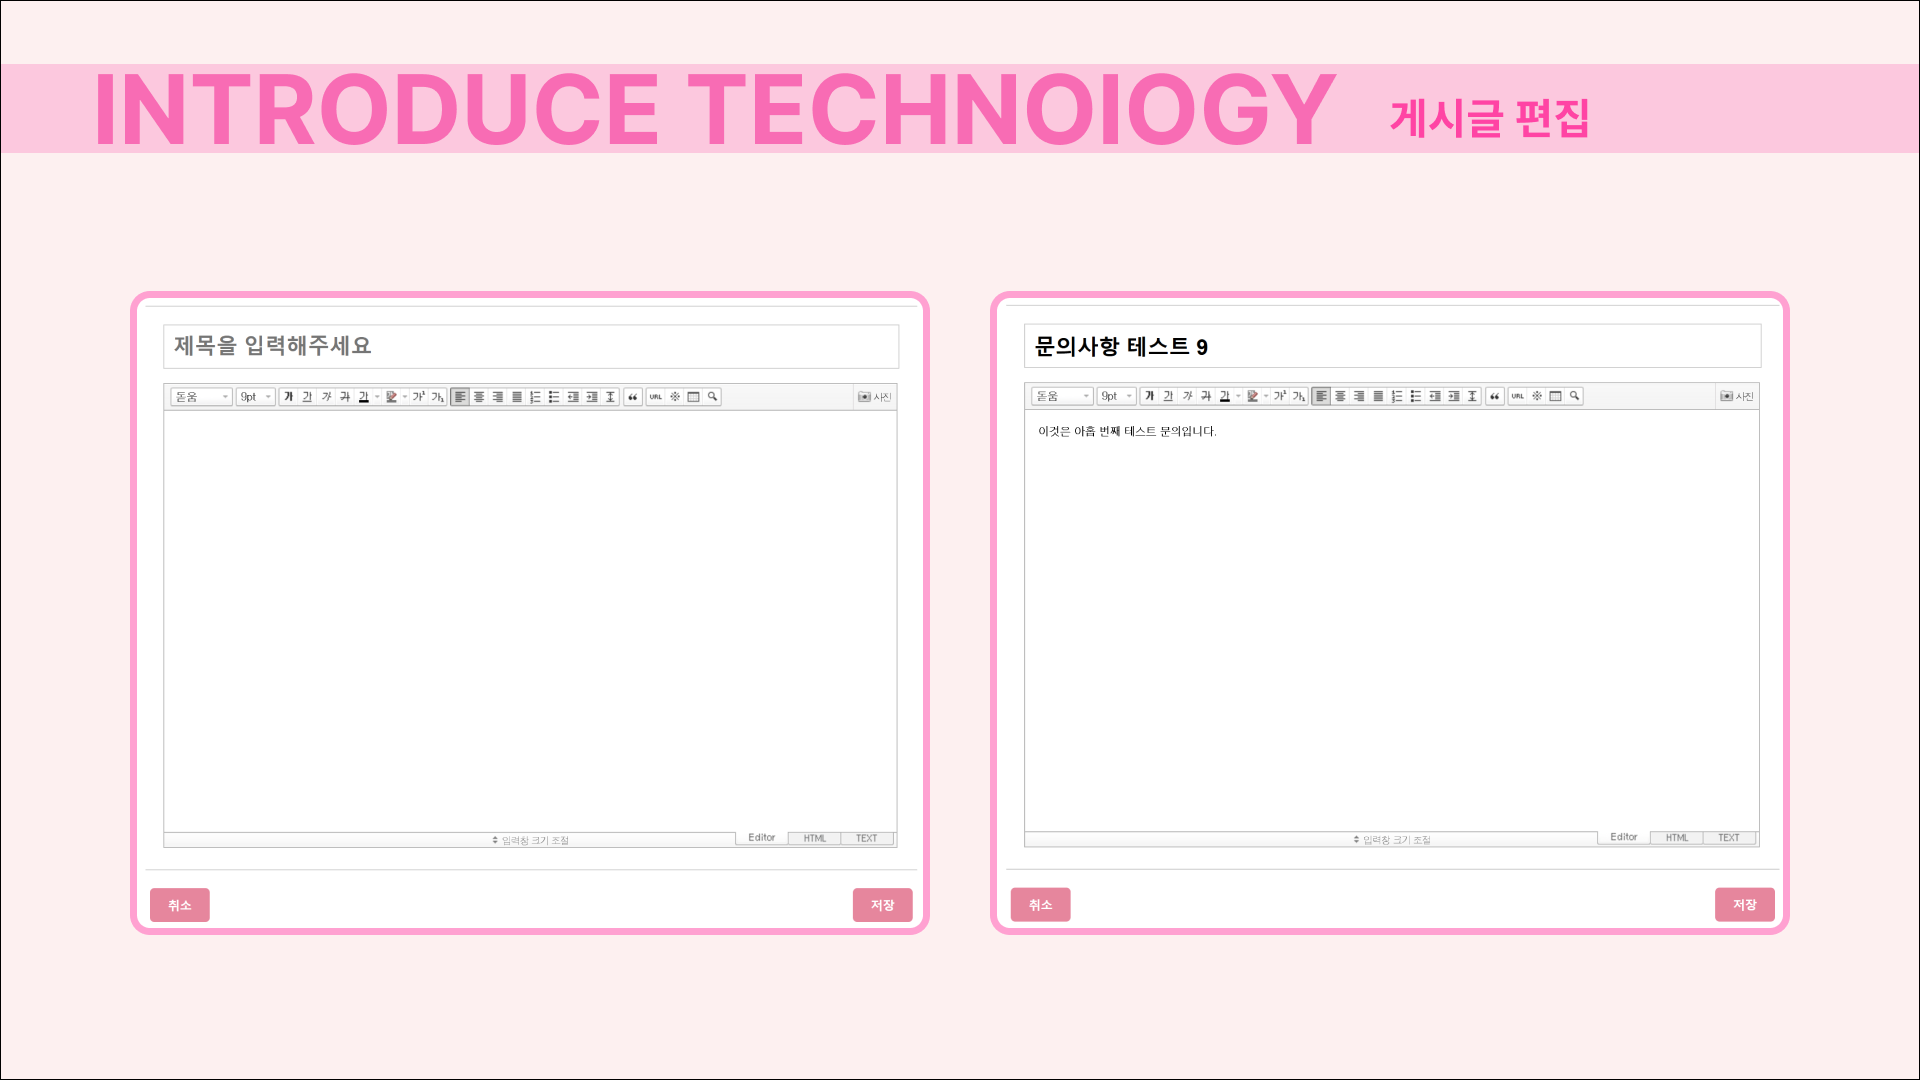 INTRODUCE TECHNOIOGY 게시글 편집
제목을 입력해주세요
돋움 9pt 가 가 가 가 가 가¹ 가₁ URL 사진
입력창 크기 조절 Editor HTML TEXT
취소 저장
문의사항 테스트 9
돋움 9pt 가 가 가 가 가 가¹ 가₁ URL 사진
이것은 아홉 번째 테스트 문의입니다.
입력창 크기 조절 Editor HTML TEXT
취소 저장